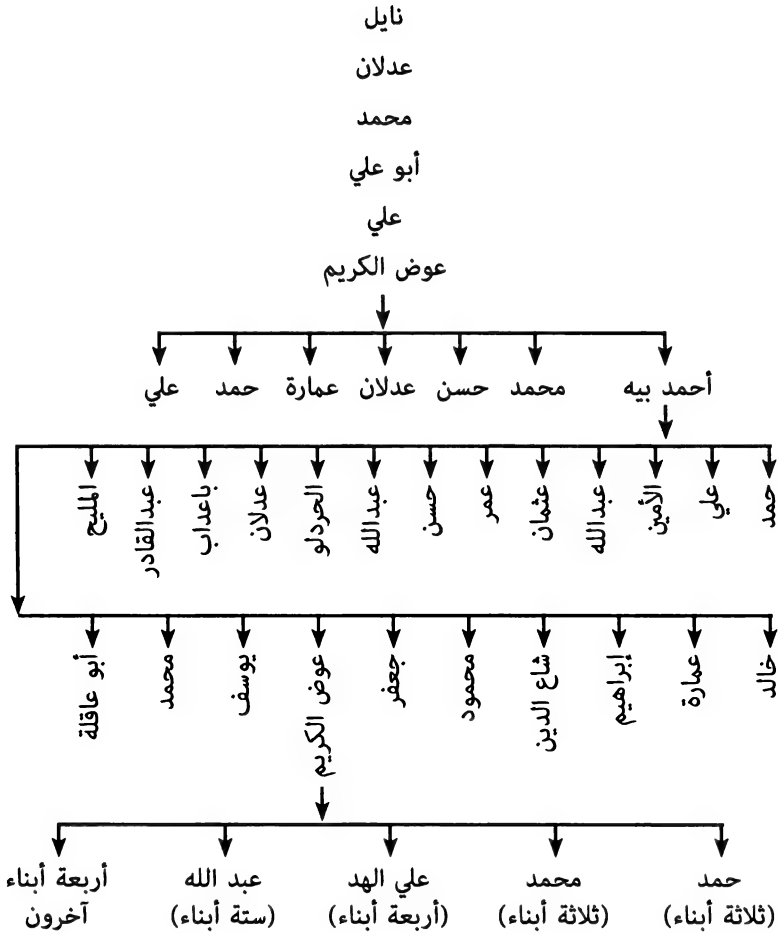 نايل
عدلان
محمد
أبو علي
علي
عوض الكريم
أحمد بيه محمد حسن عدلان عمارة حمد علي
حمد علي الأمين عبدالله عثمان عمر حسن عبدالله الحردلو عدلان باعداب عبدالقادر المليح
خالد عمارة إبراهيم شاع الدين محمود جعفر عوض الكريم يوسف محمد أبو عاقلة
حمد محمد علي الهد عبد الله أربعة أبناء
(ثلاثة أبناء) (ثلاثة أبناء) (أربعة أبناء) (ستة أبناء) آخرون